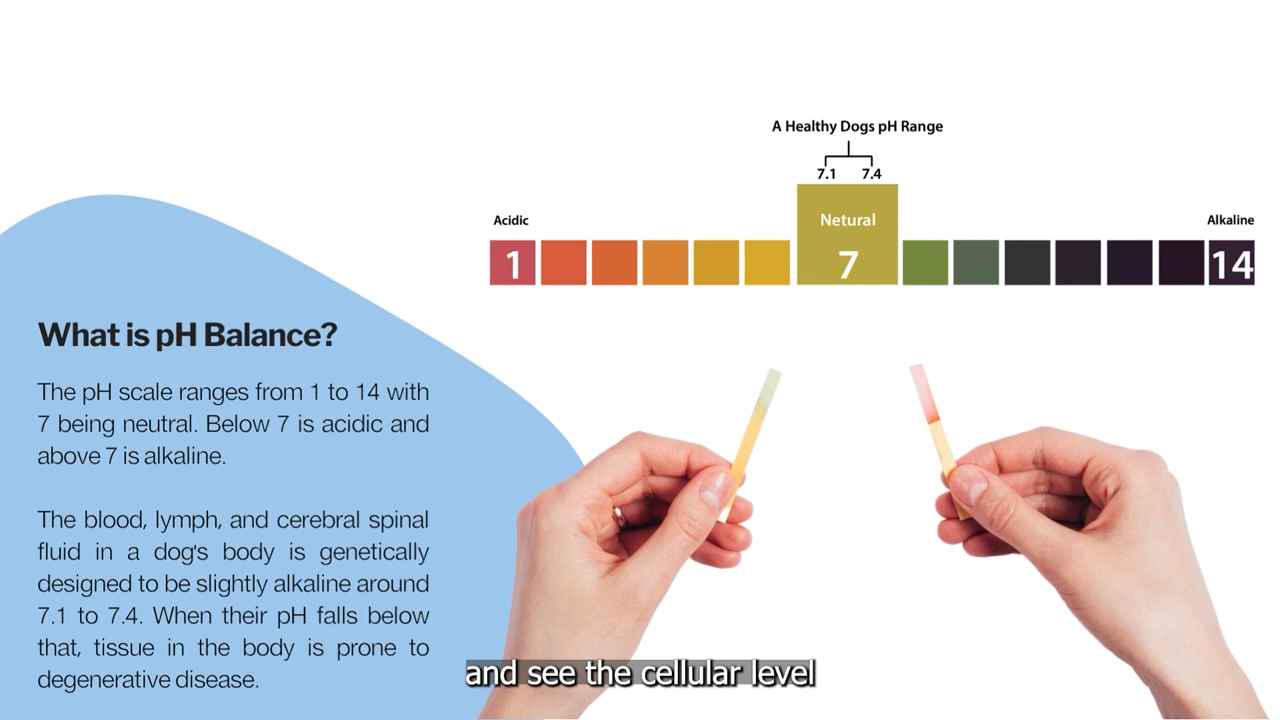 A Healthy Dogs pH Range
7.1 7.4
Acidic
Netural
Alkaline
1
7
14
What is pH Balance?
The pH scale ranges from 1 to 14 with
7 being neutral. Below 7 is acidic and
above 7 is alkaline.
The blood, lymph, and cerebral spinal
fluid in a dog's body is genetically
designed to be slightly alkaline around
7.1 to 7.4. When their pH falls below
that, tissue in the body is prone to
degenerative disease.
and see the cellular level